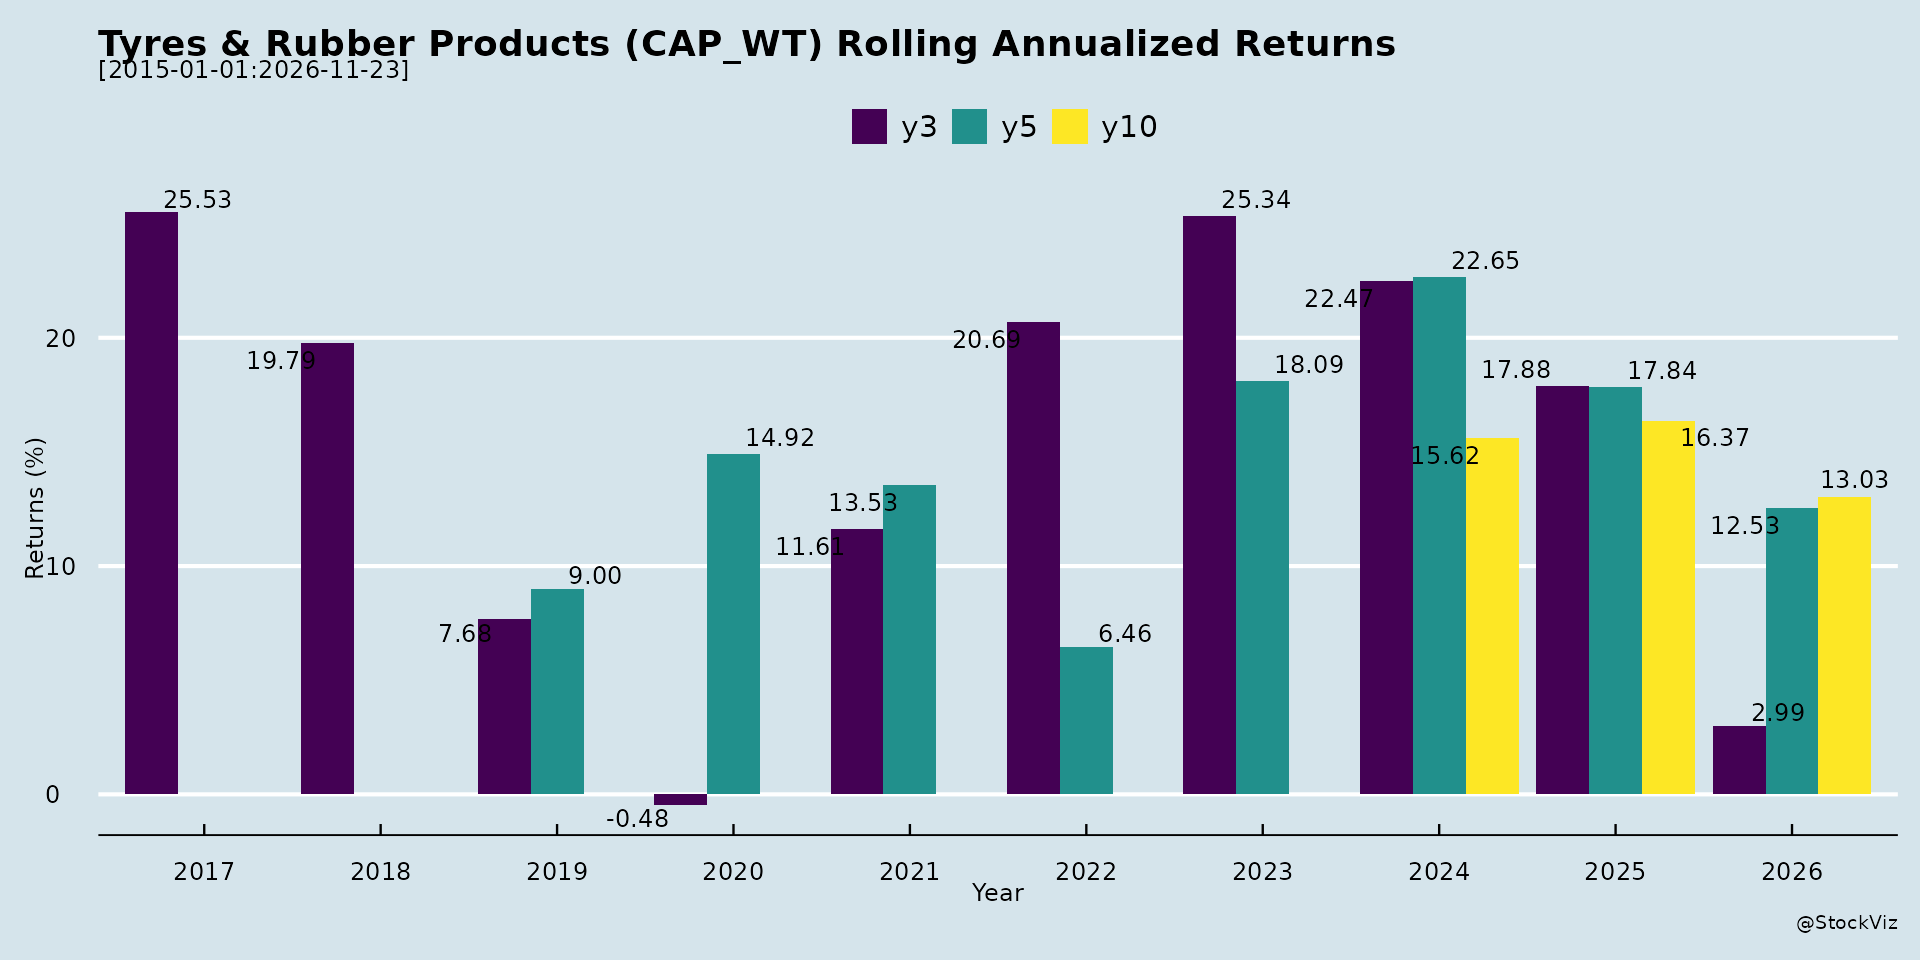 Tyres & Rubber Products (CAP_WT) Rolling Annualized Returns
[2015-01-01:2026-11-23]
y3 y5 y10
25.53 25.34
22.65
22.47
20 20.69
19.79 18.09 17.88 17.84
14.92 16.37
15.62
13.03
13.53 12.53
11.61
Returns (%)
10 9.00
7.68 6.46
2.99
0
-0.48
2017 2018 2019 2020 2021 2022 2023 2024 2025 2026
Year
@StockViz